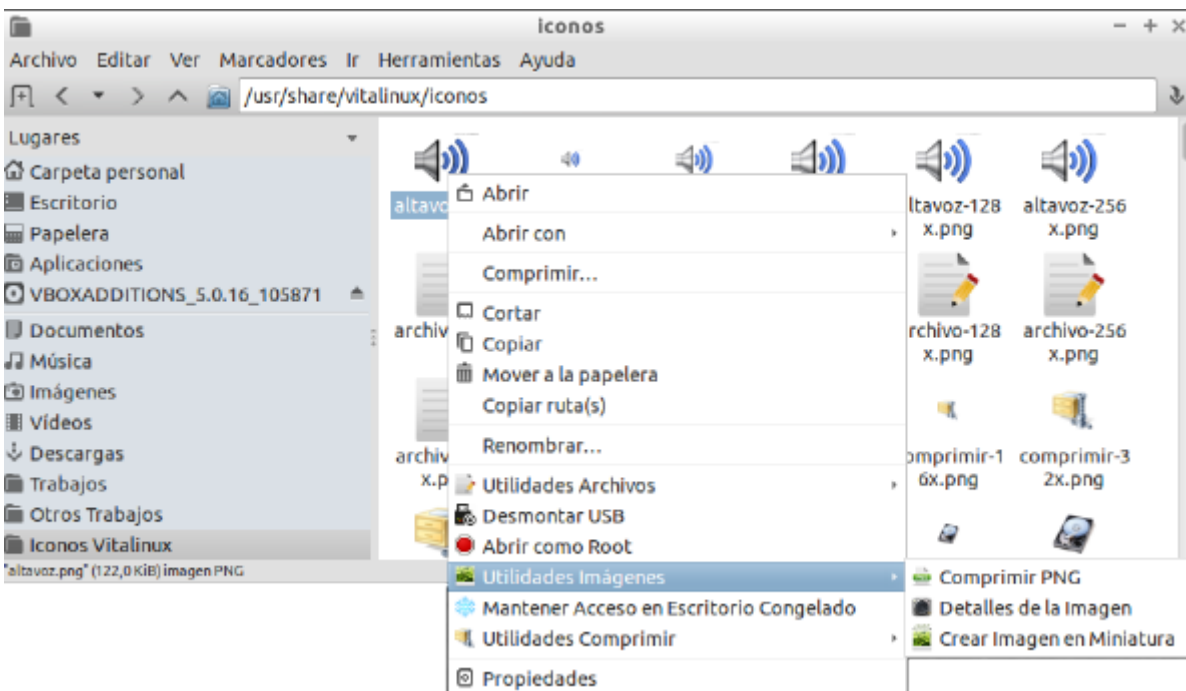 iconos
Archivo Editar Ver Marcadores Ir Herramientas Ayuda
/usr/share/vitalinux/iconos
Lugares
Carpeta personal
Escritorio
Papelera
Aplicaciones
VBOXADDITIONS_5.0.16_105871
Documentos
Música
Imágenes
Vídeos
Descargas
Trabajos
Otros Trabajos
Iconos Vitalinux
"altavoz.png" (122,0 KiB) imagen PNG
altavo
ltavoz-128 altavoz-256
x.png x.png
archiv rchivo-128 archivo-256
x.png x.png
archiv omprimir-1 comprimir-3
x.p 6x.png 2x.png
Abrir
Abrir con
Comprimir...
Cortar
Copiar
Mover a la papelera
Copiar ruta(s)
Renombrar...
Utilidades Archivos
Desmontar USB
Abrir como Root
Utilidades Imágenes
Mantener Acceso en Escritorio Congelado
Utilidades Comprimir
Propiedades
Comprimir PNG
Detalles de la Imagen
Crear Imagen en Miniatura